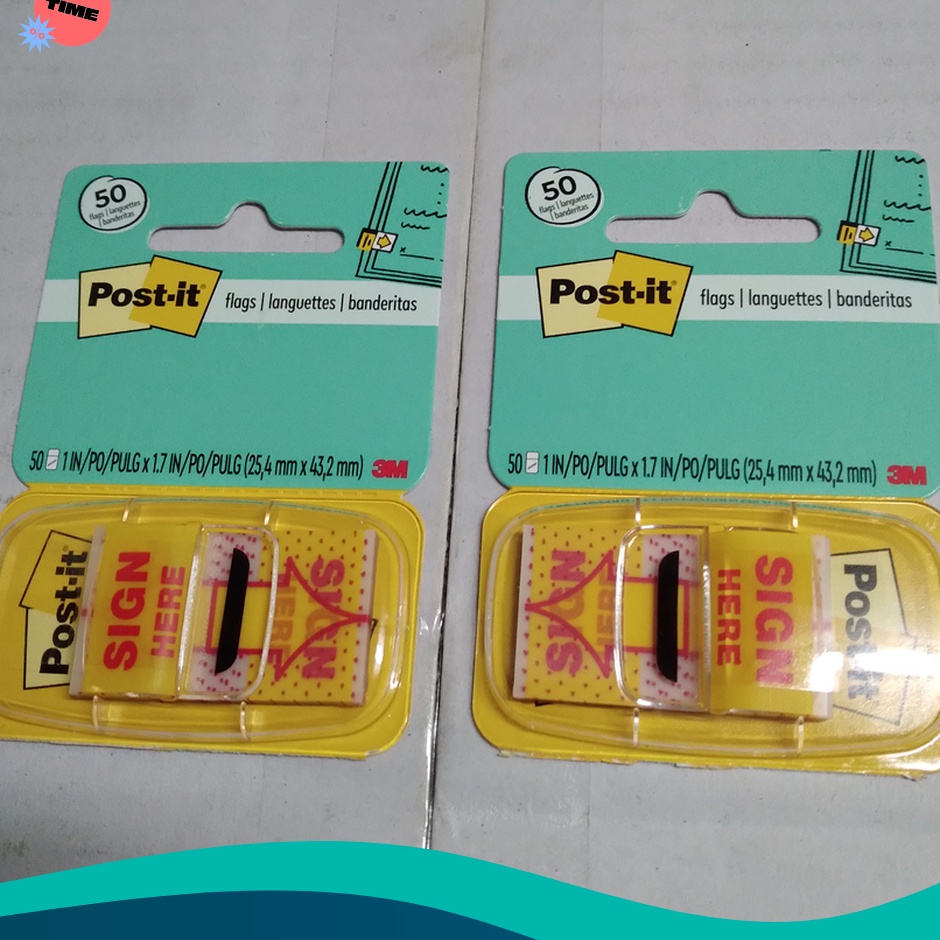 TIME
50
flags | languettes
| banderitas
Post-it
flags | languettes | banderitas
50 1 IN/PO/PULG x 1.7 IN/PO/PULG (25,4 mm x 43,2 mm) 3M
Post-it
SIGN
HERE
SIGN
HERE
50
flags | languettes
| banderitas
Post-it
flags | languettes | banderitas
50 1 IN/PO/PULG x 1.7 IN/PO/PULG (25,4 mm x 43,2 mm) 3M
SIGN
HERE
SIGN
HERE
Post-it